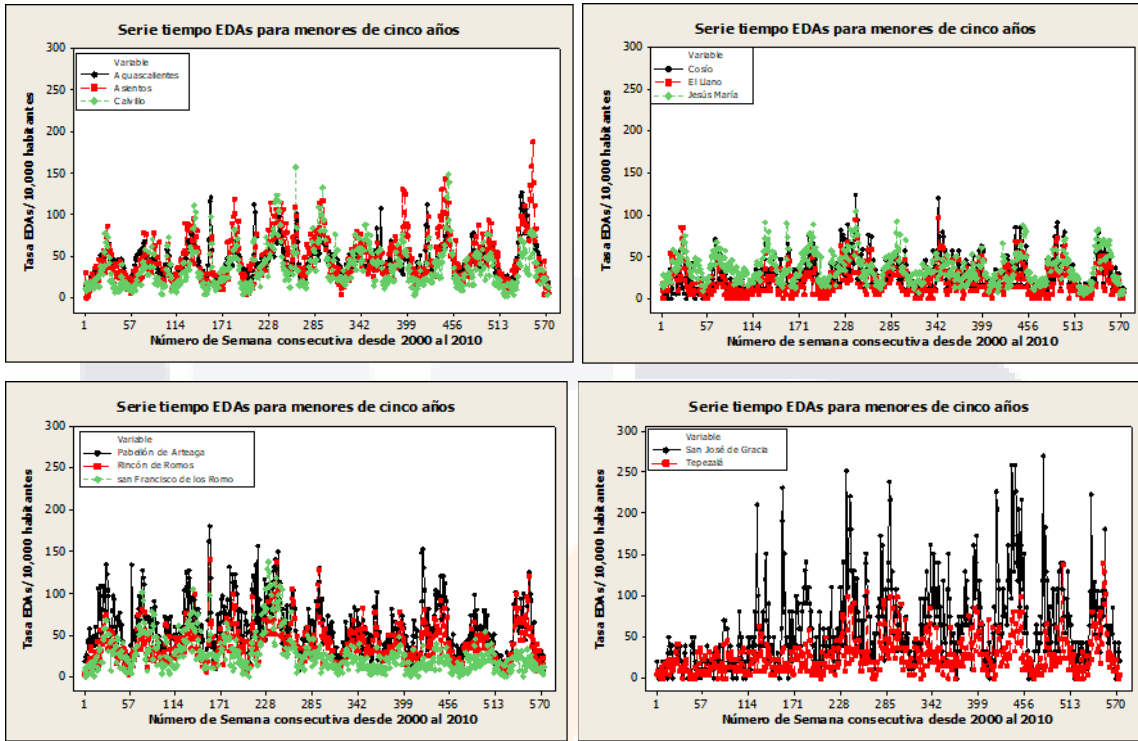 Serie tiempo EDAs para menores de cinco años
Tasa EDAs/ 10,000 habitantes
300
250
200
150
100
50
0
Variable
Aguascalientes
Asientos
Calvillo
1 57 114 171 228 285 342 399 456 513 570
Número de Semana consecutiva desde 2000 al 2010
Serie tiempo EDAs para menores de cinco años
Tasa EDAs/ 10,000 habitantes
300
250
200
150
100
50
0
Variable
Cosío
El Llano
Jesús María
1 57 114 171 228 285 342 399 456 513 570
Número de semana consecutiva desde 2000 al 2010
Serie tiempo EDAs para menores de cinco años
Tasa EDAs/ 10,000 habitantes
300
250
200
150
100
50
0
Variable
Pabellón de Arteaga
Rincón de Romos
san Francisco de los Romo
1 57 114 171 228 285 342 399 456 513 570
Número de Semana consecutiva desde 2000 al 2010
Serie tiempo EDAs para menores de cinco años
Tasa EDAs/ 10,000 habitantes
300
250
200
150
100
50
0
Variable
San José de Gracia
Tepezalá
1 57 114 171 228 285 342 399 456 513 570
Número de Semana consecutiva desde 2000 al 2010